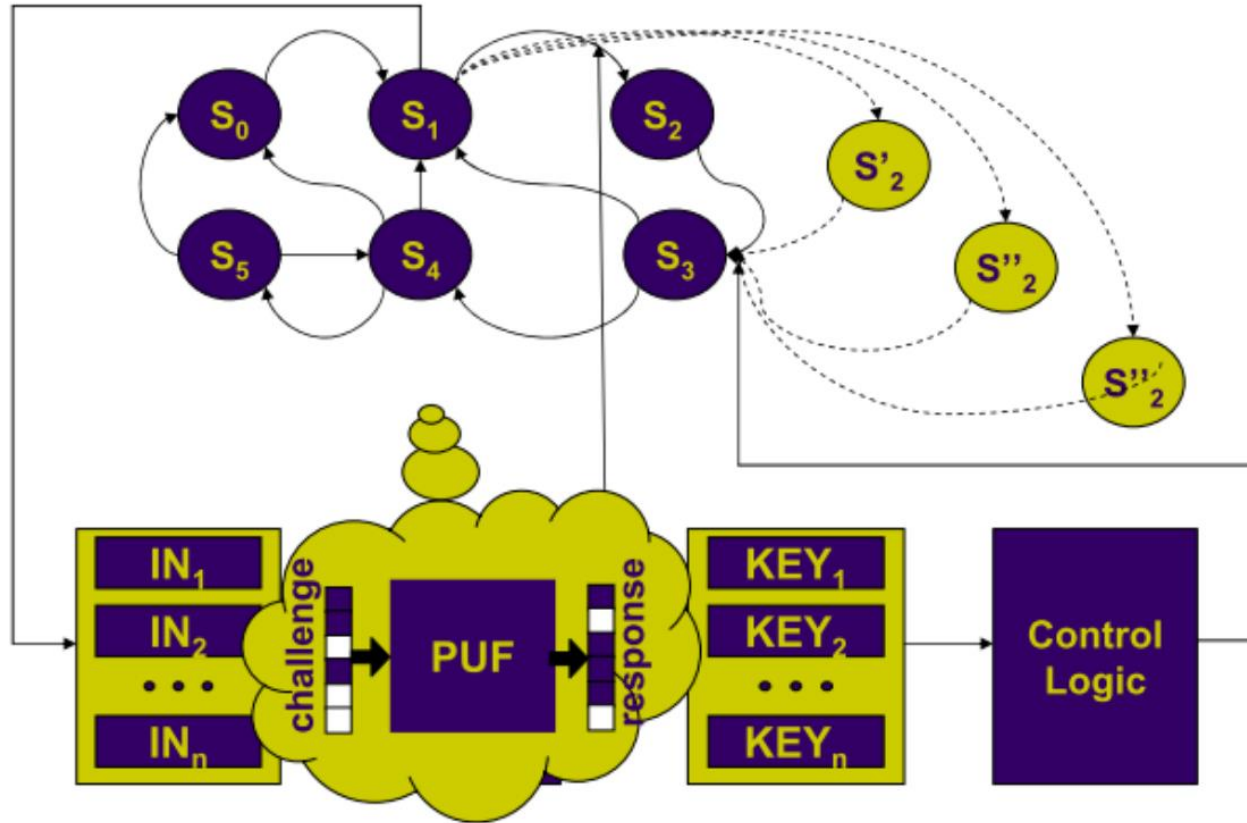 S0
S1
S2
S'2
S5
S4
S3
S''2
S''2
challenge
response
IN1
IN2
• • •
INn
PUF
KEY1
KEY2
• • •
KEYn
Control
Logic